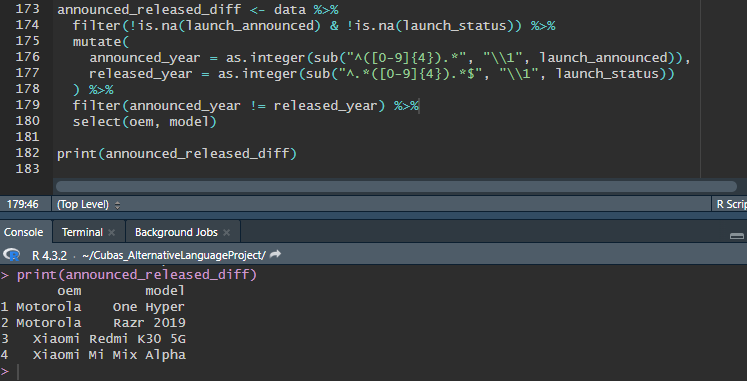 173 announced_released_diff <- data %>%
174 filter(!is.na(launch_announced) & !is.na(launch_status)) %>%
175 mutate(
176 announced_year = as.integer(sub("^([0-9]{4}).*", "\\1", launch_announced)),
177 released_year = as.integer(sub("^.*([0-9]{4}).*$", "\\1", launch_status))
178 ) %>%
179 filter(announced_year != released_year) %>%
180 select(oem, model)
181
182 print(announced_released_diff)
183
179:46 (Top Level) R Scrip
Console Terminal × Background Jobs ×
R 4.3.2 · ~/Cubas_AlternativeLanguageProject/
> print(announced_released_diff)
oem model
1 Motorola One Hyper
2 Motorola Razr 2019
3 Xiaomi Redmi K30 5G
4 Xiaomi Mi Mix Alpha
>